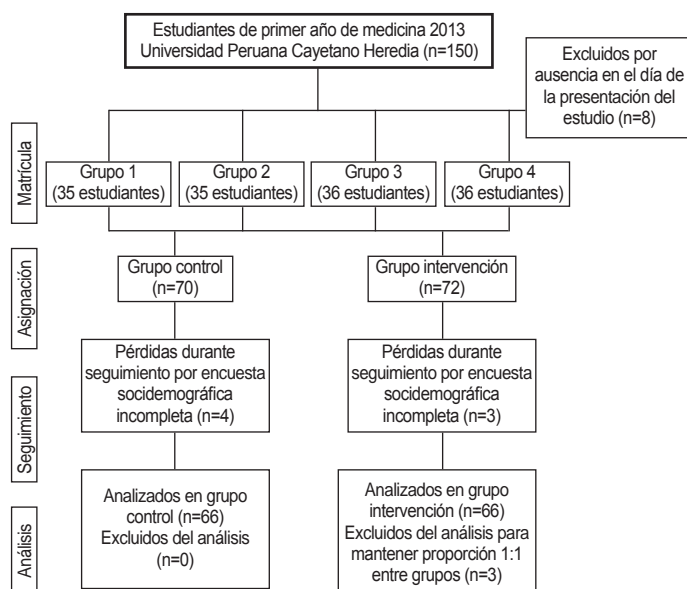 Estudiantes de primer año de medicina 2013
Universidad Peruana Cayetano Heredia (n=150)
Excluidos por
ausencia en el día de
la presentación del
estudio (n=8)
Matrícula
Grupo 1
(35 estudiantes)
Grupo 2
(35 estudiantes)
Grupo 3
(36 estudiantes)
Grupo 4
(36 estudiantes)
Asignación
Grupo control
(n=70)
Grupo intervención
(n=72)
Seguimiento
Pérdidas durante
seguimiento por encuesta
socidemográfica
incompleta (n=4)
Pérdidas durante
seguimiento por encuesta
socidemográfica
incompleta (n=3)
Análisis
Analizados en grupo
control (n=66)
Excluidos del análisis
(n=0)
Analizados en grupo
intervención (n=66)
Excluidos del análisis para
mantener proporción 1:1
entre grupos (n=3)